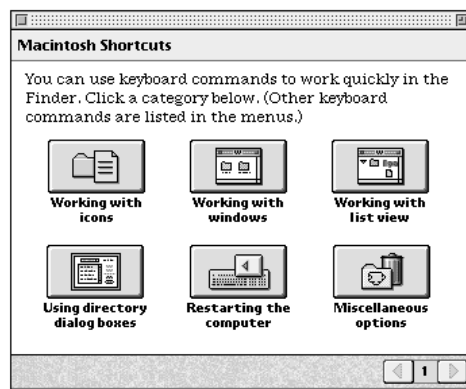 Macintosh Shortcuts
You can use keyboard commands to work quickly in the
Finder. Click a category below. (Other keyboard
commands are listed in the menus.)
Working with
icons
Working with
windows
Working with
list view
Using directory
dialog boxes
Restarting the
computer
Miscellaneous
options
1